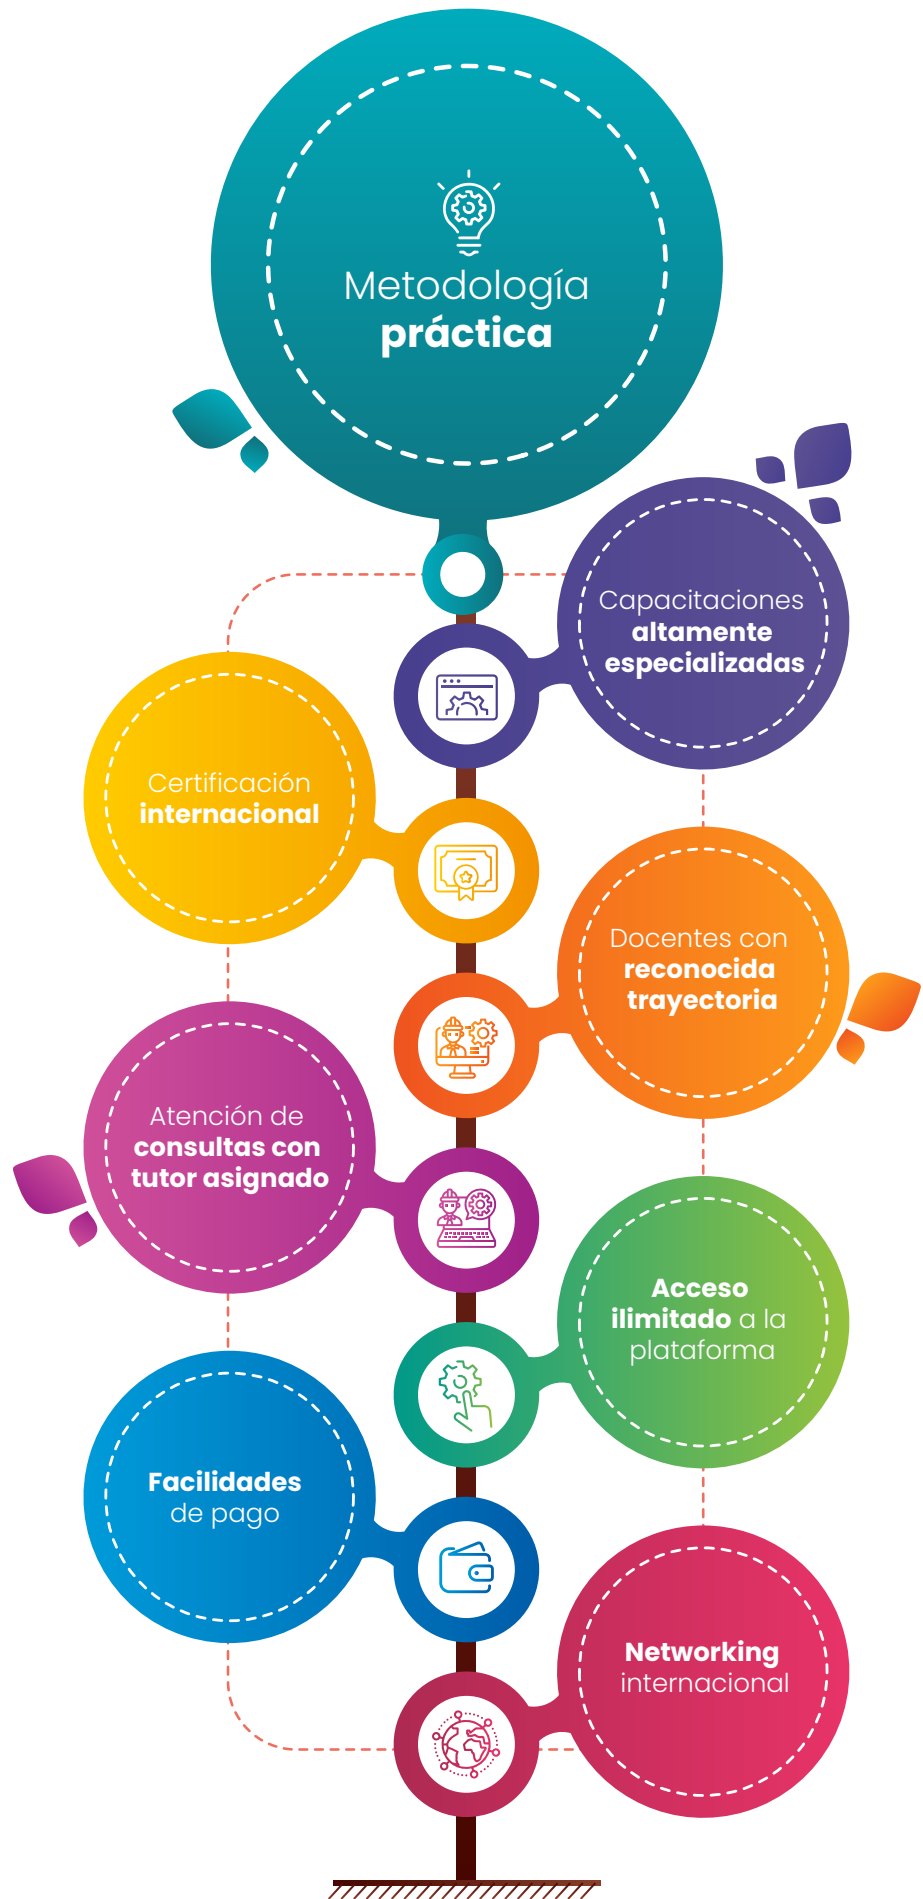 Metodología
práctica
Capacitaciones
altamente
especializadas
Certificación
internacional
Docentes con
reconocida
trayectoria
Atención de
consultas con
tutor asignado
Acceso
ilimitado a la
plataforma
Facilidades
de pago
Networking
internacional